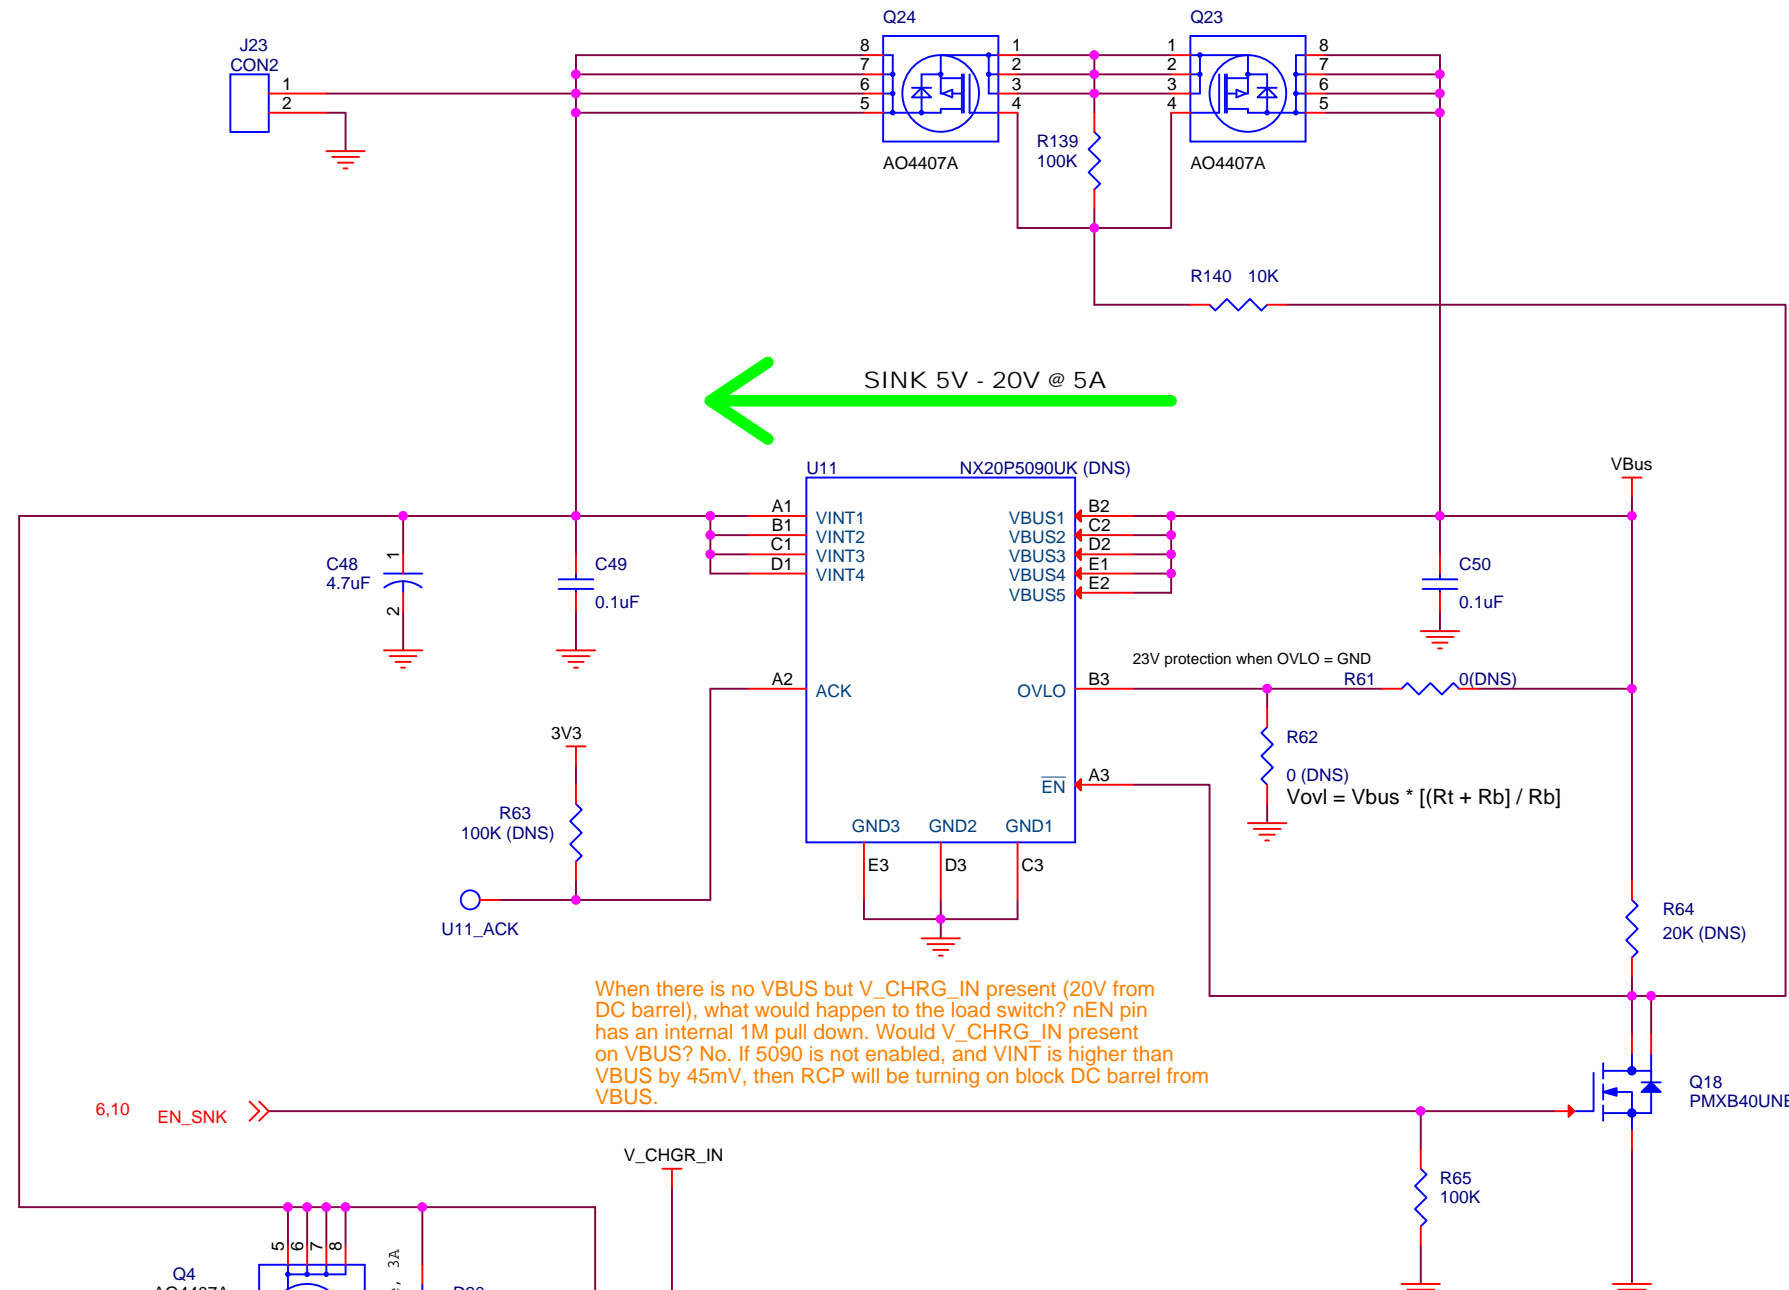 Q24
Q23
J23
CON2
1
2
8
7
6
5
1
2
3
4
1
2
3
4
8
7
6
5
AO4407A
AO4407A
R139
100K
R140 10K
SINK 5V - 20V @ 5A
U11
NX20P5090UK (DNS)
VBus
A1
B1
C1
D1
VINT1
VINT2
VINT3
VINT4
VBUS1
VBUS2
VBUS3
VBUS4
VBUS5
B2
C2
D2
E1
E2
C48
4.7uF
1
2
C49
0.1uF
C50
0.1uF
23V protection when OVLO = GND
A2
ACK
OVLO
B3
R61
0(DNS)
3V3
R62
0 (DNS)
Vovl = Vbus * [(Rt + Rb] / Rb]
EN
A3
R63
100K (DNS)
GND3
GND2
GND1
E3
D3
C3
U11_ACK
R64
20K (DNS)
When there is no VBUS but V_CHRG_IN present (20V from
DC barrel), what would happen to the load switch? nEN pin
has an internal 1M pull down. Would V_CHRG_IN present
on VBUS? No. If 5090 is not enabled, and VINT is higher than
VBUS by 45mV, then RCP will be turning on block DC barrel from
VBUS.
Q18
PMXB40UNE
6,10
EN_SNK
V_CHGR_IN
R65
100K
5
6
7
8
3A
Q4